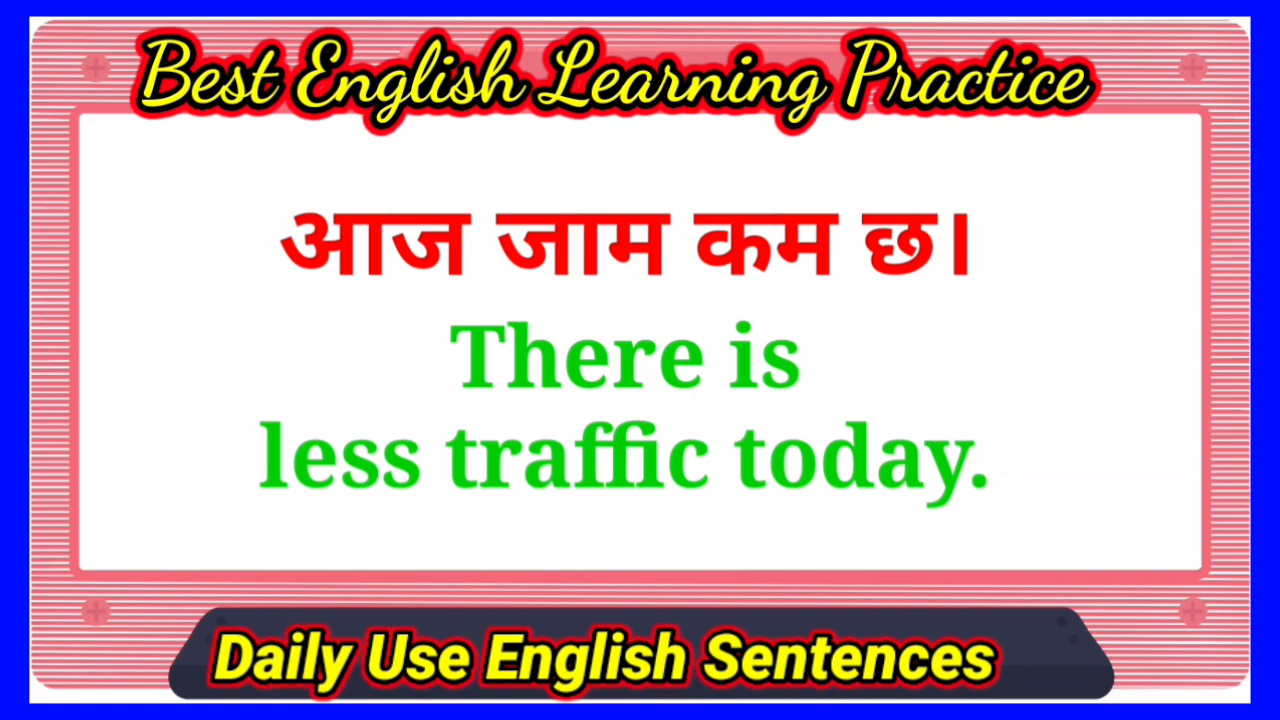 Best English Learning Practice
आज जाम कम छ।
There is
less traffic today.
Daily Use English Sentences